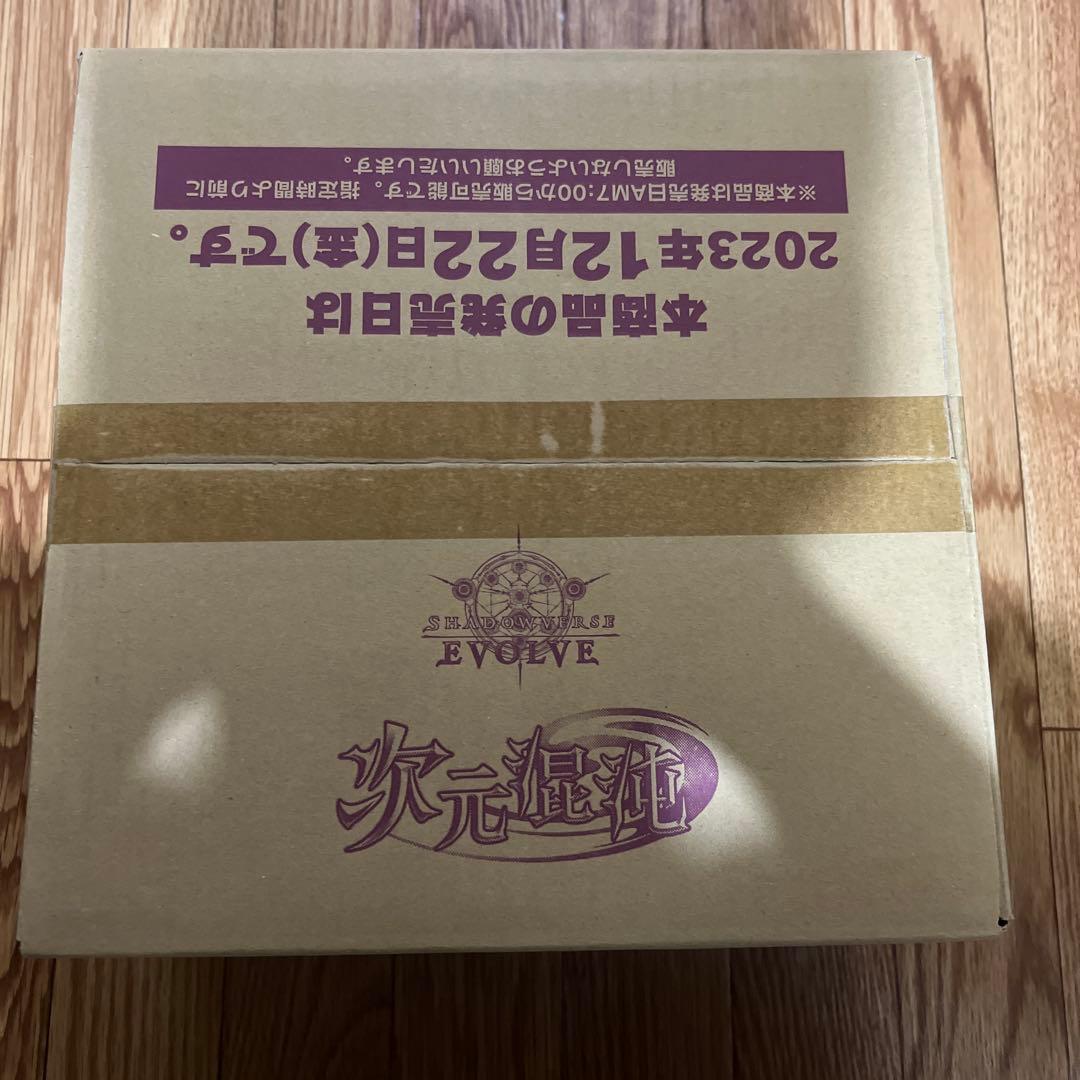 本商品の発売日は
2023年12月22日(金)です。
※本商品は発売日AM7:00から販売可能です。指定時間より前に
販売しないようお願いいたします。
SHADOWVERSE
EVOLVE
次元混沌